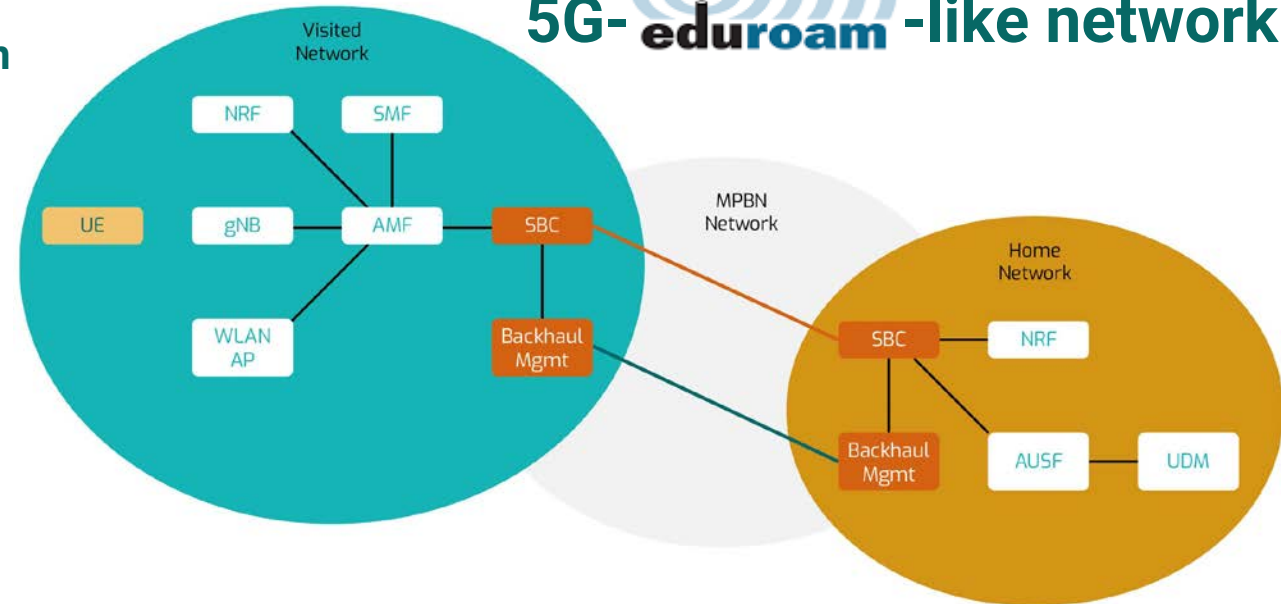 5G- eduroam -like network
n
Visited
Network
NRF
SMF
UE
gNB
AMF
SBC
WLAN
AP
Backhaul
Mgmt
MPBN
Network
Home
Network
SBC
NRF
Backhaul
Mgmt
AUSF
UDM